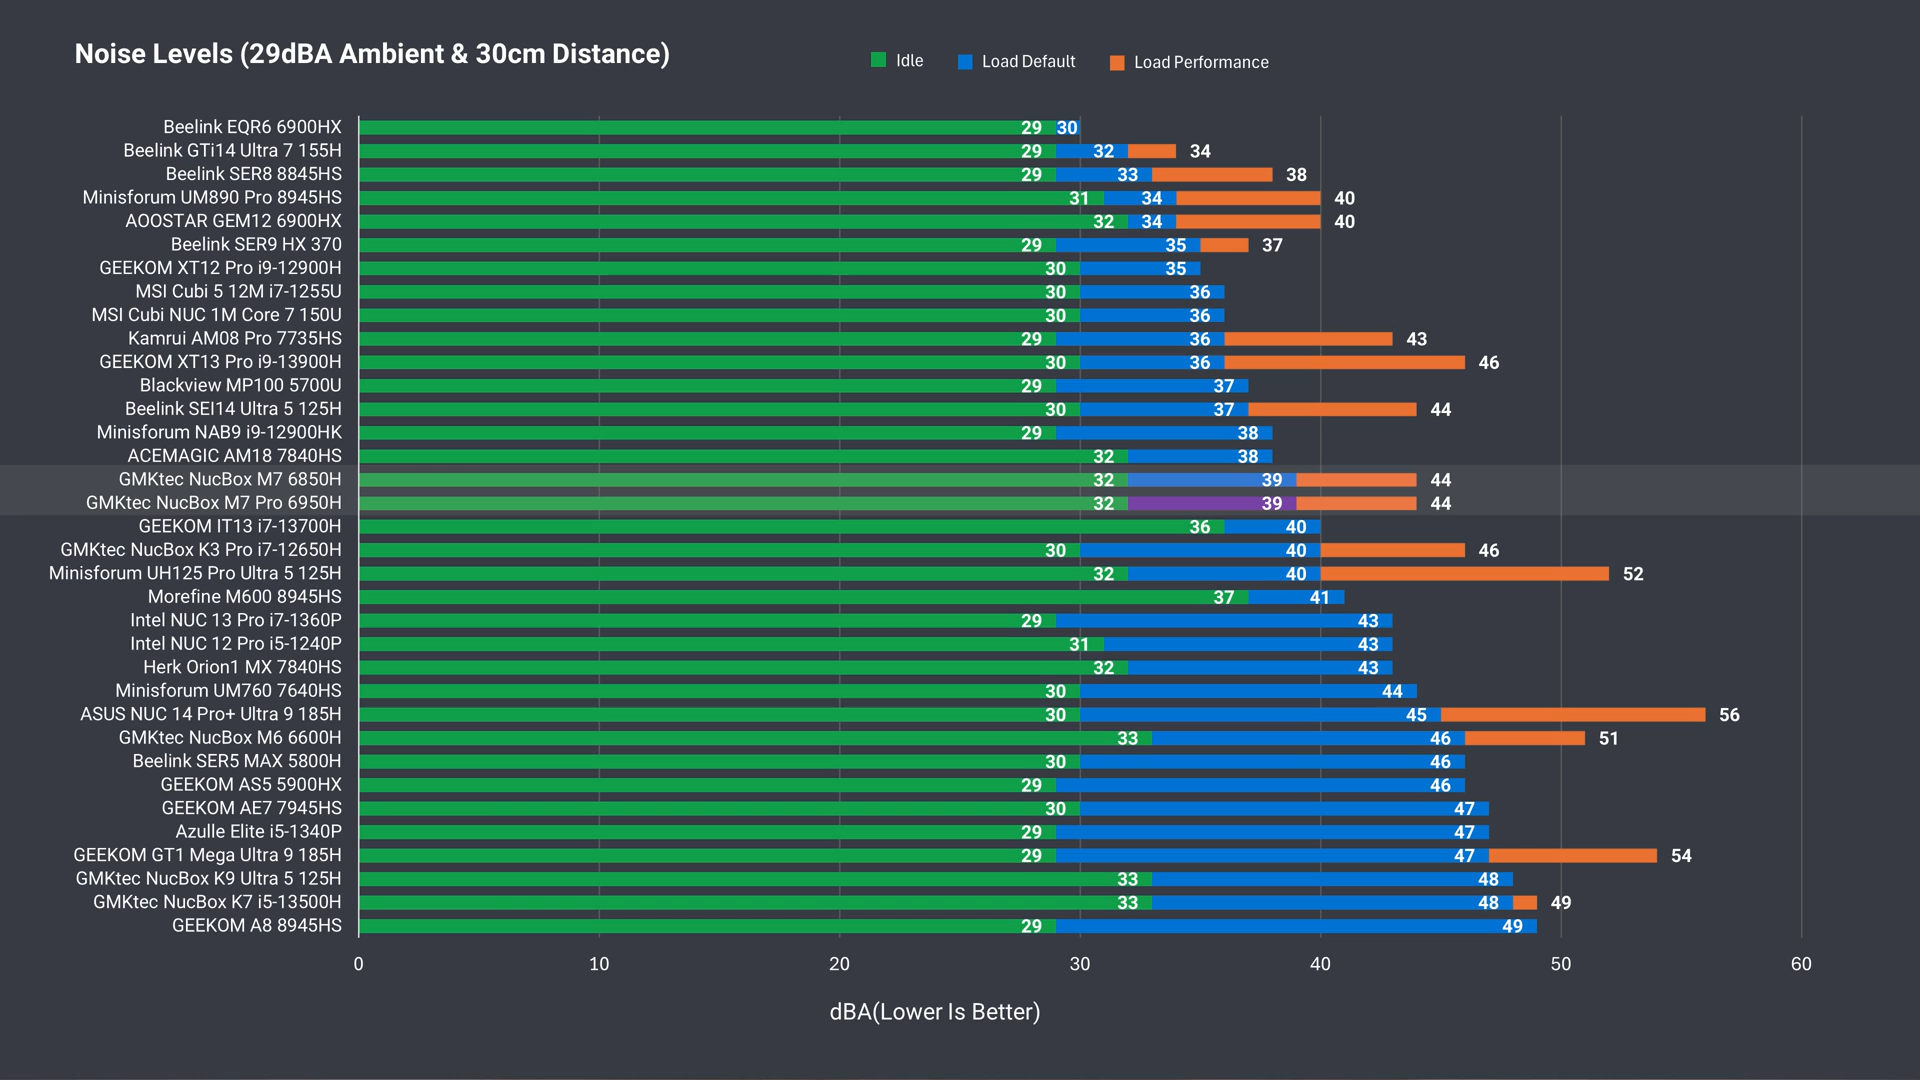 Noise Levels (29dBA Ambient & 30cm Distance)
Idle Load Default Load Performance
Beelink EQR6 6900HX 29 30
Beelink GTi14 Ultra 7 155H 29 32 34
Beelink SER8 8845HS 29 33 38
Minisforum UM890 Pro 8945HS 31 34 40
AOOSTAR GEM12 6900HX 32 34 40
Beelink SER9 HX 370 29 35 37
GEEKOM XT12 Pro i9-12900H 30 35
MSI Cubi 5 12M i7-1255U 30 36
MSI Cubi NUC 1M Core 7 150U 30 36
Kamrui AM08 Pro 7735HS 29 36 43
GEEKOM XT13 Pro i9-13900H 30 36 46
Blackview MP100 5700U 29 37
Beelink SEI14 Ultra 5 125H 30 37 44
Minisforum NAB9 i9-12900HK 29 38
ACEMAGIC AM18 7840HS 32 38
GMKtec NucBox M7 6850H 32 39 44
GMKtec NucBox M7 Pro 6950H 32 39 44
GEEKOM IT13 i7-13700H 36 40
GMKtec NucBox K3 Pro i7-12650H 30 40 46
Minisforum UH125 Pro Ultra 5 125H 32 40 52
Morefine M600 8945HS 37 41
Intel NUC 13 Pro i7-1360P 29 43
Intel NUC 12 Pro i5-1240P 31 43
Herk Orion1 MX 7840HS 32 43
Minisforum UM760 7640HS 30 44
ASUS NUC 14 Pro+ Ultra 9 185H 30 45 56
GMKtec NucBox M6 6600H 33 46 51
Beelink SER5 MAX 5800H 30 46
GEEKOM AS5 5900HX 29 46
GEEKOM AE7 7945HS 30 47
Azulle Elite i5-1340P 29 47
GEEKOM GT1 Mega Ultra 9 185H 29 47 54
GMKtec NucBox K9 Ultra 5 125H 33 48
GMKtec NucBox K7 i5-13500H 33 48 49
GEEKOM A8 8945HS 29 49
0 10 20 30 40 50 60
dBA(Lower Is Better)